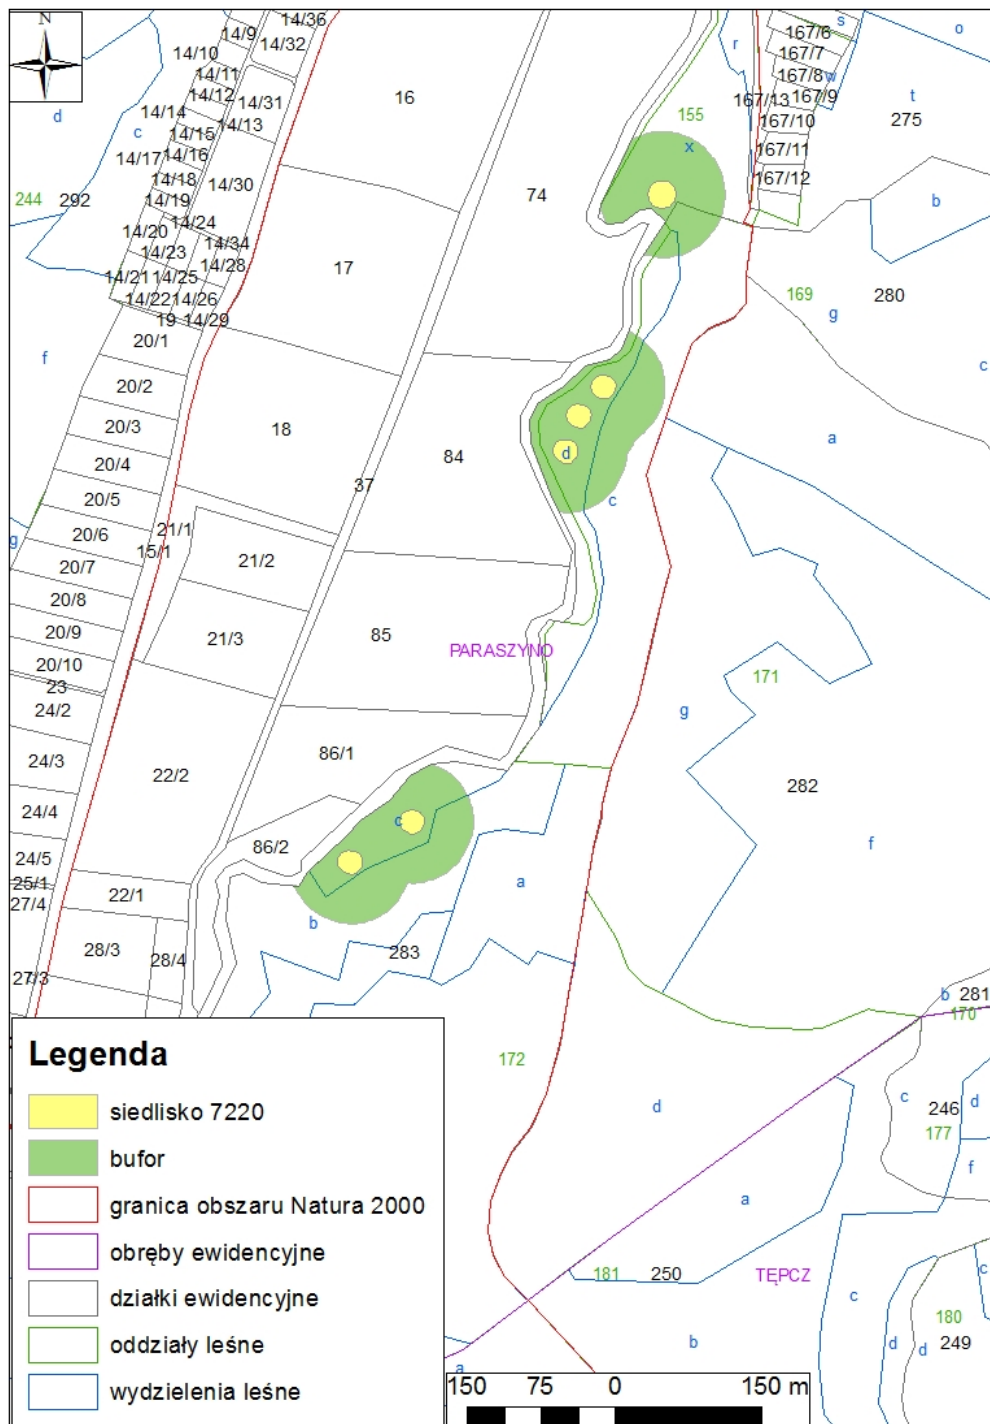 N
14/36
14/9
14/32
14/10
14/11
14/12
14/31
14/14
14/13
14/15
14/17
14/16
14/18
14/30
14/19
14/24
14/20
14/34
14/23
14/28
14/21
14/25
14/22
14/26
19
14/29
d
c
244
292
f
16
17
18
74
84
37
85
155
x
r
s
o
167/6
167/7
167/8
w
167/13
167/9
t
167/10
275
167/11
167/12
b
169
280
g
c
a
20/1
20/2
20/3
20/4
20/5
20/6
21/1
15/1
g
20/7
20/8
20/9
20/10
23
24/2
24/3
24/4
24/5
25/1
27/4
27/3
21/2
21/3
22/2
22/1
28/3
28/4
d
c
PARASZYNO
86/1
86/2
c
b
283
a
171
g
282
f
b
281
170
172
d
c
246
d
177
f
a
181
250
TĘPCZ
c
c
180
d
d
249
b
a
Legenda
siedlisko 7220
bufor
granica obszaru Natura 2000
obręby ewidencyjne
działki ewidencyjne
oddziały leśne
wydzielenia leśne
150 75 0 150 m